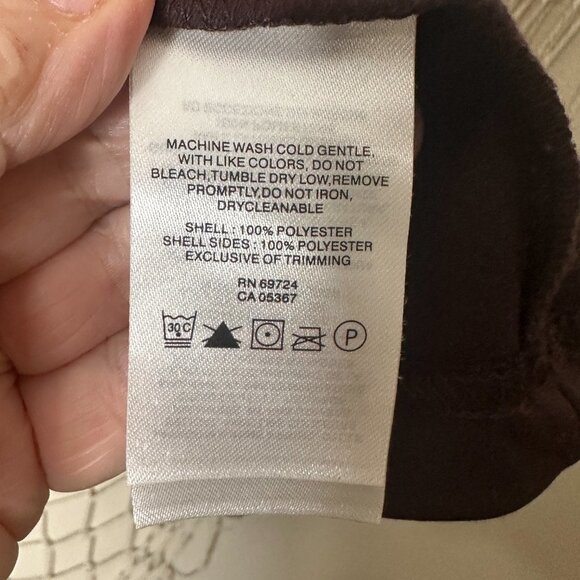 MACHINE WASH COLD GENTLE,
WITH LIKE COLORS, DO NOT
BLEACH,TUMBLE DRY LOW,REMOVE
PROMPTLY,DO NOT IRON,
DRYCLEANABLE
SHELL : 100% POLYESTER
SHELL SIDES : 100% POLYESTER
EXCLUSIVE OF TRIMMING
RN 69724
CA 05367
30 C P